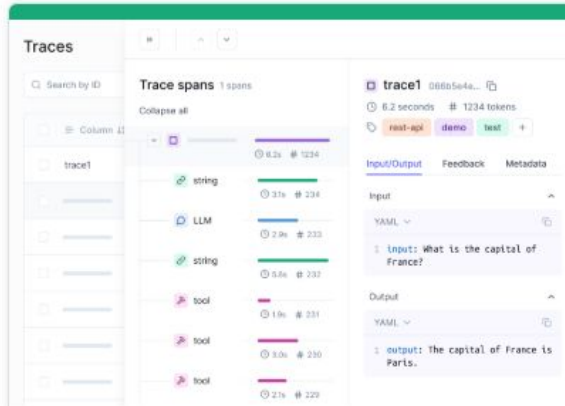 Traces
Search by ID
Column
trace1
Trace spans 1 spans
Collapse all
6.2s # 1234
string
3.1s # 234
LLM
2.9s # 233
string
5.8s # 232
tool
1.9s # 231
tool
3.0s # 230
tool
2.1s # 229
trace1
6.2 seconds # 1234 tokens
rest-api demo test +
Input/Output Feedback Metadata
Input
YAML
1 input: What is the capital of
France?
Output
YAML
1 output: The capital of France is
Paris.